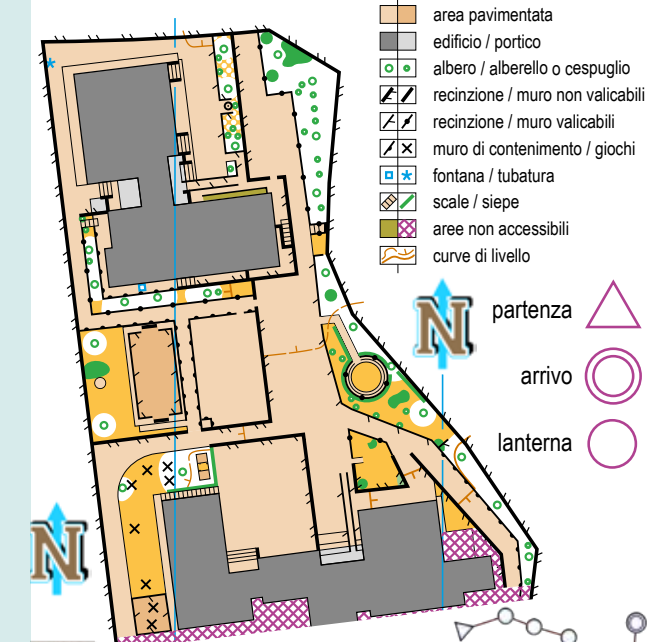 area pavimentata
edificio / portico
albero / alberello o cespuglio
recinzione / muro non valicabili
recinzione / muro valicabili
muro di contenimento / giochi
fontana / tubatura
scale / siepe
aree non accessibili
curve di livello
N
partenza
arrivo
lanterna
N